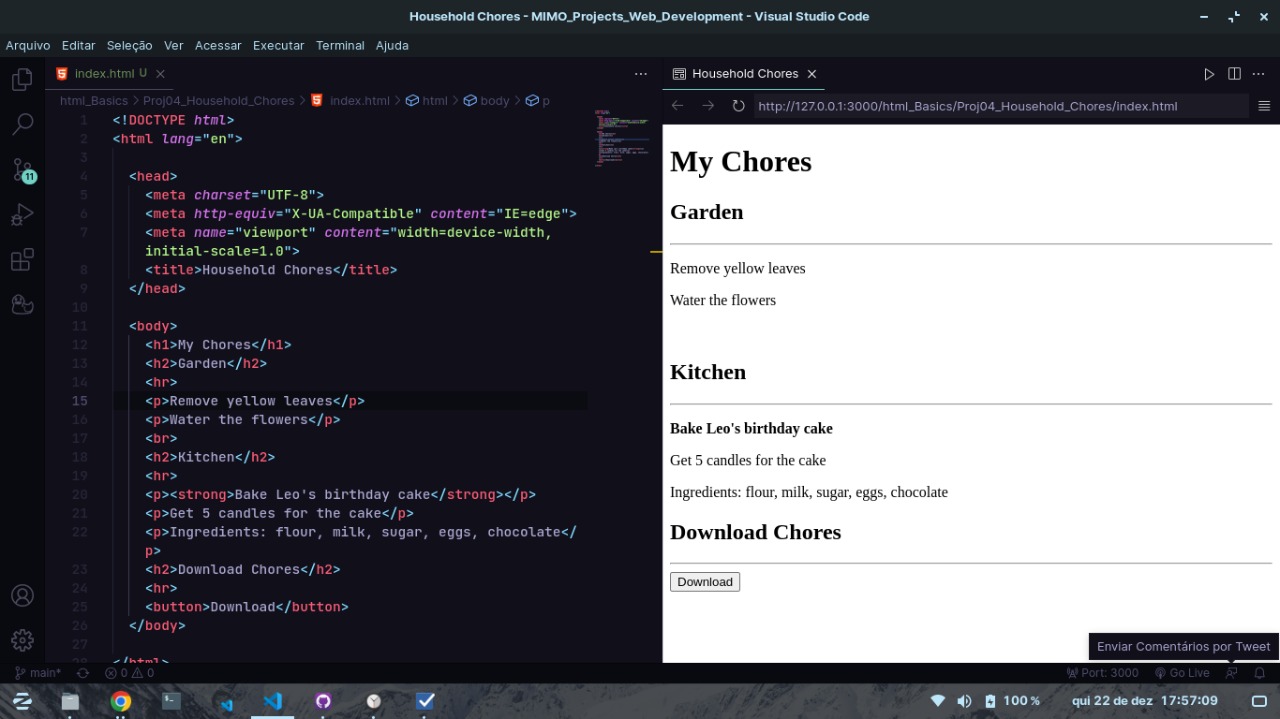 Household Chores - MIMO_Projects_Web_Development - Visual Studio Code
Arquivo Editar Seleção Ver Acessar Executar Terminal Ajuda
index.html U
html_Basics > Proj04_Household_Chores > index.html > html > body > p
1 <!DOCTYPE html>
2 <html lang="en">
3
4 <head>
5 <meta charset="UTF-8">
6 <meta http-equiv="X-UA-Compatible" content="IE=edge">
7 <meta name="viewport" content="width=device-width,
initial-scale=1.0">
8 <title>Household Chores</title>
9 </head>
10
11 <body>
12 <h1>My Chores</h1>
13 <h2>Garden</h2>
14 <hr>
15 <p>Remove yellow leaves</p>
16 <p>Water the flowers</p>
17 <br>
18 <h2>Kitchen</h2>
19 <hr>
20 <p><strong>Bake Leo's birthday cake</strong></p>
21 <p>Get 5 candles for the cake</p>
22 <p>Ingredients: flour, milk, sugar, eggs, chocolate</
p>
23 <h2>Download Chores</h2>
24 <hr>
25 <button>Download</button>
26 </body>
27
28 </html>
11
Household Chores
http://127.0.0.1:3000/html_Basics/Proj04_Household_Chores/index.html
My Chores
Garden
Remove yellow leaves
Water the flowers
Kitchen
Bake Leo's birthday cake
Get 5 candles for the cake
Ingredients: flour, milk, sugar, eggs, chocolate
Download Chores
Download
Enviar Comentários por Tweet
main* 0 0 Port: 3000 Go Live
100 % qui 22 de dez 17:57:09